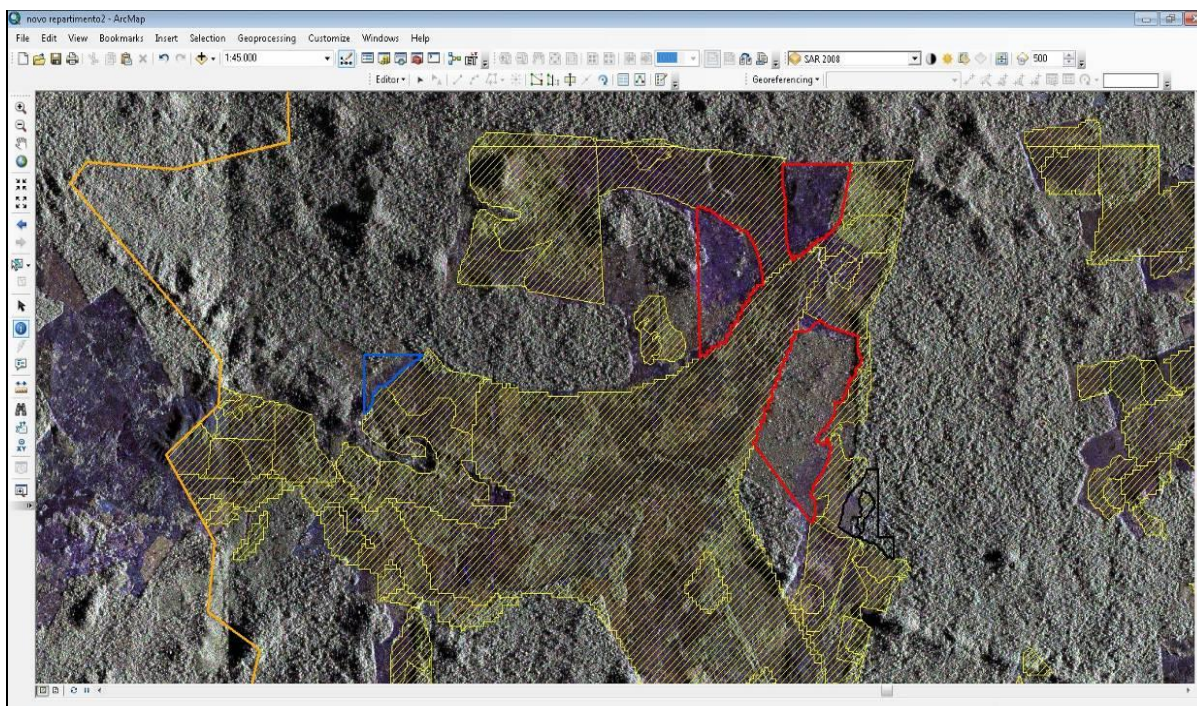 novo repartimento2 - ArcMap
File Edit View Bookmarks Insert Selection Geoprocessing Customize Windows Help
1:45.000
SAR 2008
500
Editor
Georeferencing
XY